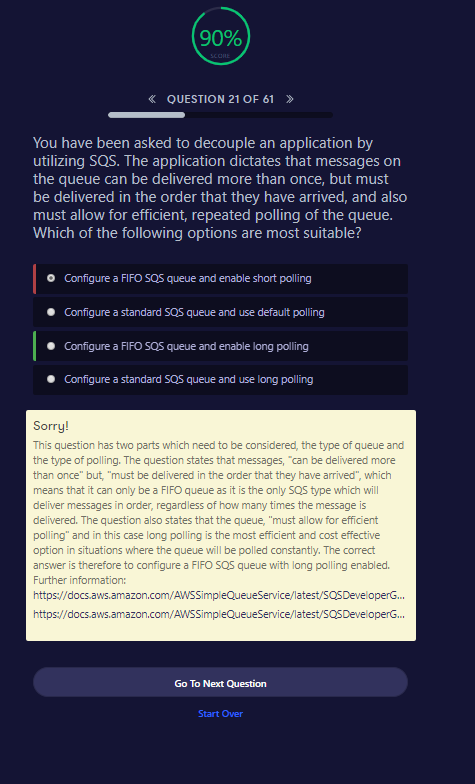 90%
SCORE
QUESTION 21 OF 61
You have been asked to decouple an application by
utilizing SQS. The application dictates that messages on
the queue can be delivered more than once, but must
be delivered in the order that they have arrived, and also
must allow for efficient, repeated polling of the queue.
Which of the following options are most suitable?
Configure a FIFO SQS queue and enable short polling
Configure a standard SQS queue and use default polling
Configure a FIFO SQS queue and enable long polling
Configure a standard SQS queue and use long polling
Sorry!
This question has two parts which need to be considered, the type of queue and
the type of polling. The question states that messages, "can be delivered more
than once" but, "must be delivered in the order that they have arrived", which
means that it can only be a FIFO queue as it is the only SQS type which will
deliver messages in order, regardless of how many times the message is
delivered. The question also states that the queue, "must allow for efficient
polling" and in this case long polling is the most efficient and cost effective
option in situations where the queue will be polled constantly. The correct
answer is therefore to configure a FIFO SQS queue with long polling enabled.
Further information:
https://docs.aws.amazon.com/AWSSimpleQueueService/latest/SQSDeveloperG...
https://docs.aws.amazon.com/AWSSimpleQueueService/latest/SQSDeveloperG...
Go To Next Question
Start Over